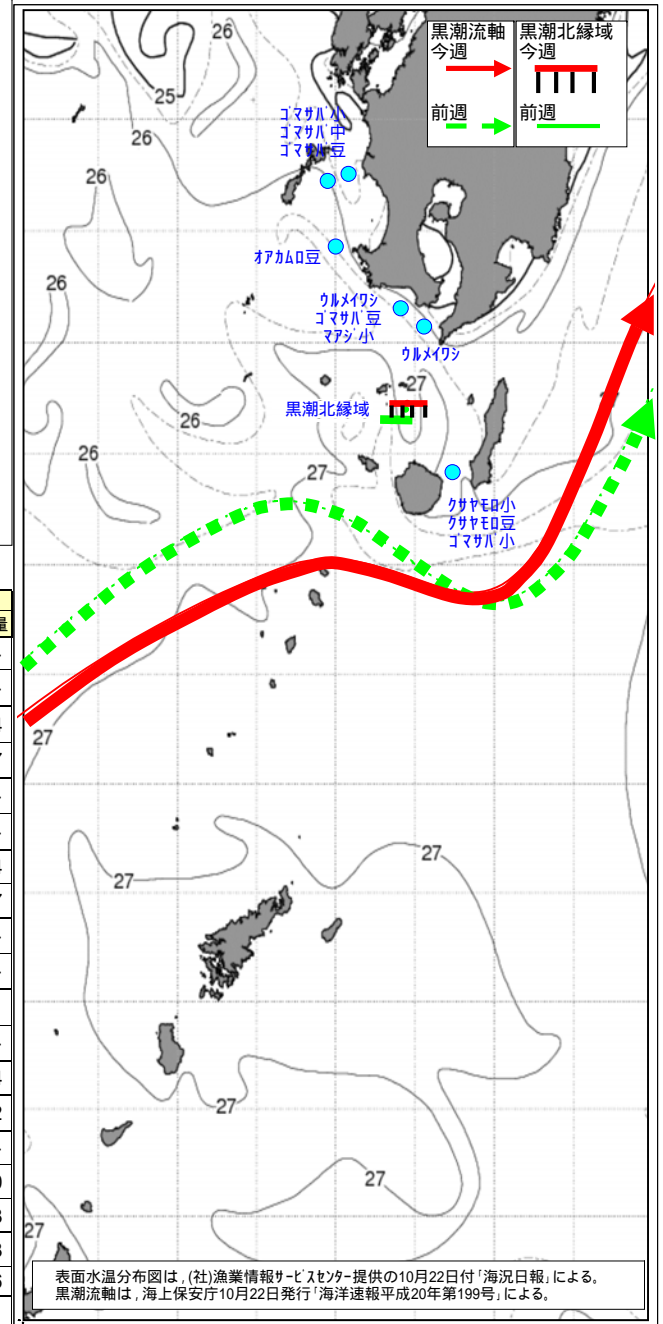 黒潮流軸
今週
前週
黒潮北縁域
今週
前週
26
25
26
26
26
26
26
ゴマサバ小
ゴマサバ中
ゴマサバ豆
オアカムロ豆
ウルメイワシ
ゴマサバ豆
マアジ小
ウルメイワシ
27
黒潮北縁域
27
クサヤモロ小
クサヤモロ豆
ゴマサバ小
27
27
27
27
27
27
量
表面水温分布図は，(社)漁業情報サービスセンター提供の10月22日付「海況日報」による。
黒潮流軸は，海上保安庁10月22日発行「海洋速報平成20年第199号」による。